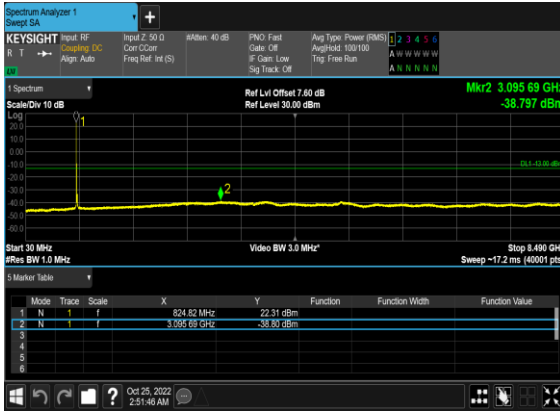 Spectrum Analyzer 1
Swept SA
+
KEYSIGHT Input: RF Input Z: 50 Ω #Atten: 40 dB PNO: Fast Avg Type: Power (RMS) 1 2 3 4 5 6
R T Coupling: DC Corr CCorr Gate: Off Avg|Hold: 100/100 A W W W W W
Align: Auto Freq Ref: Int (S) IF Gain: Low Trig: Free Run
Sig Track: Off A N N N N N
1 Spectrum
Ref Lvl Offset 7.60 dB Mkr2 3.095 69 GHz
Scale/Div 10 dB Ref Level 30.00 dBm -38.797 dBm
Log
1
20.0
10.0
0.00
-10.0
DL1 -13.00 dBm
-20.0
-30.0
2
-40.0
-50.0
-60.0
Start 30 MHz Video BW 3.0 MHz* Stop 8.490 GHz
#Res BW 1.0 MHz Sweep ~17.2 ms (40001 pts)
5 Marker Table
Mode Trace Scale X Y Function Function Width Function Value
1 N 1 f 824.82 MHz 22.31 dBm
2 N 1 f 3.095 69 GHz -38.80 dBm
3
4
5
6
? Oct 25, 2022
2:51:46 AM